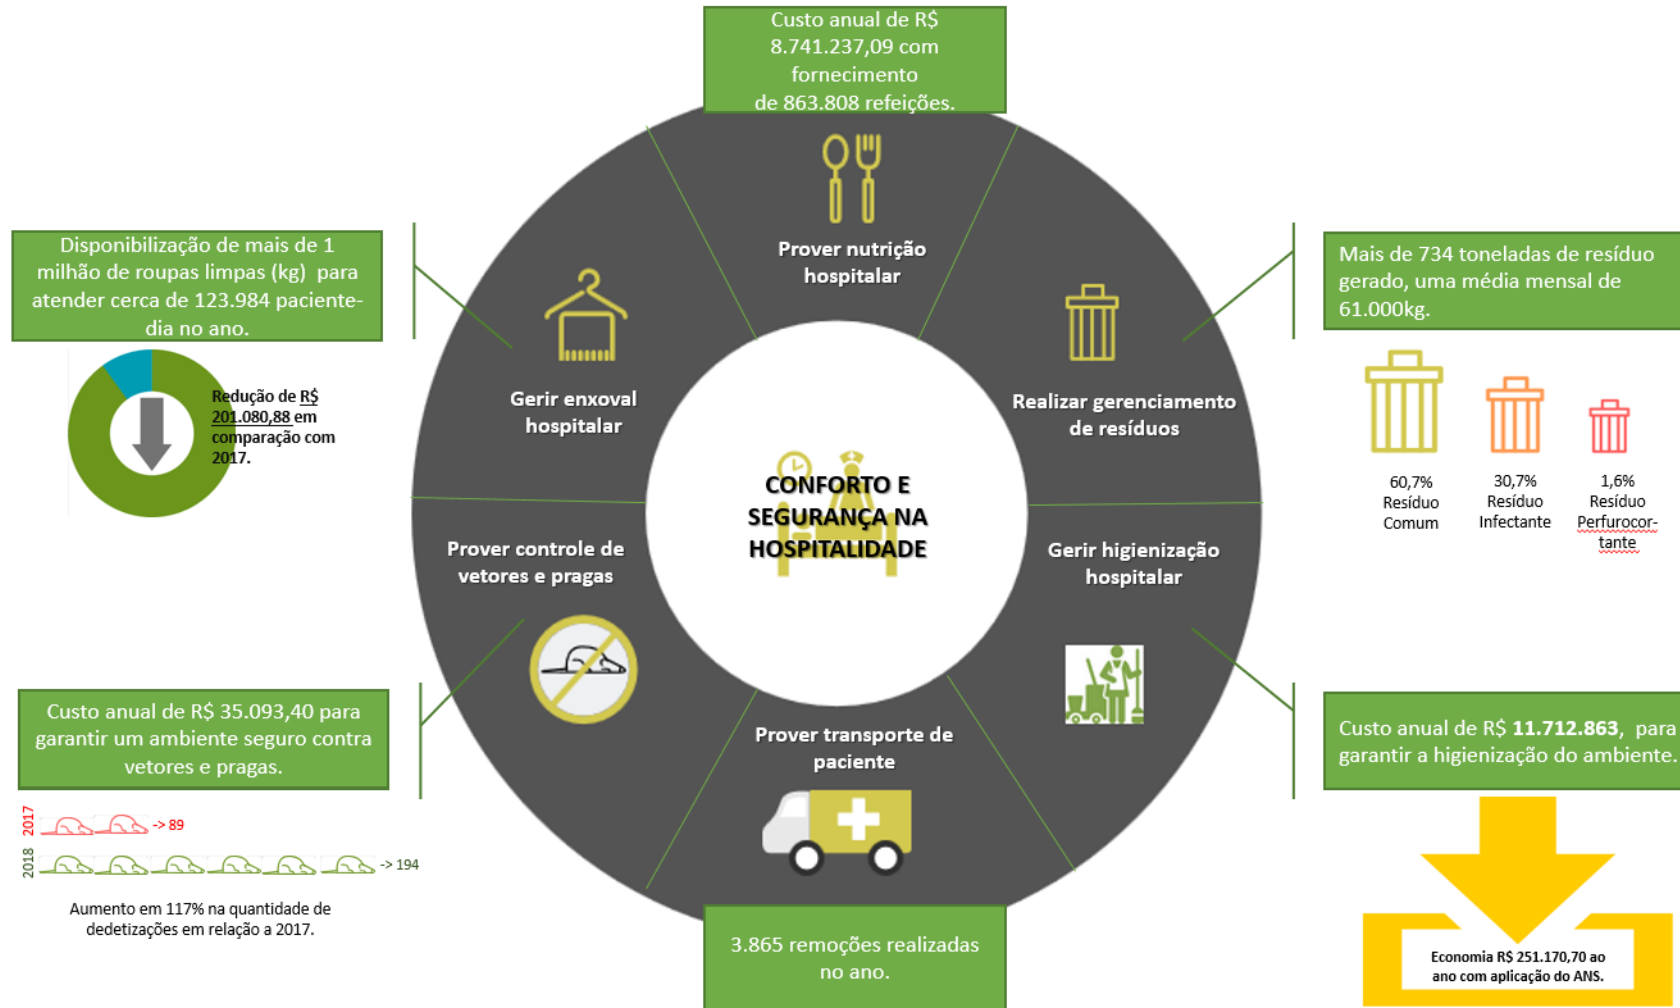 Custo anual de R$
8.741.237,09 com
fornecimento
de 863.808 refeições.
Prover nutrição
hospitalar
Disponibilização de mais de 1
milhão de roupas limpas (kg) para
atender cerca de 123.984 paciente-
dia no ano.
Redução de R$
201.080,88 em
comparação com
2017.
Gerir enxoval
hospitalar
Realizar gerenciamento
de resíduos
Mais de 734 toneladas de resíduo
gerado, uma média mensal de
61.000kg.
60,7%
Resíduo
Comum
30,7%
Resíduo
Infectante
1,6%
Resíduo
Perfurocor-
tante
CONFORTO E
SEGURANÇA NA
HOSPITALIDADE
Prover controle de
vetores e pragas
Gerir higienização
hospitalar
Custo anual de R$ 35.093,40 para
garantir um ambiente seguro contra
vetores e pragas.
2017
-> 89
2018
-> 194
Aumento em 117% na quantidade de
dedetizações em relação a 2017.
Prover transporte de
paciente
3.865 remoções realizadas
no ano.
Custo anual de R$ 11.712.863, para
garantir a higienização do ambiente.
Economia R$ 251.170,70 ao
ano com aplicação do ANS.